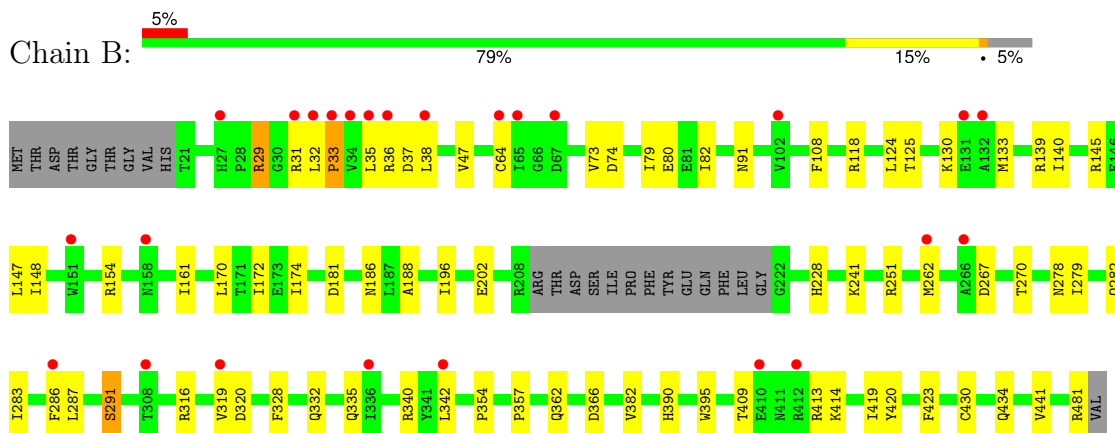 5%
Chain B:
79% 15% • 5%
MET THR ASP THR GLY THR GLY VAL HIS T21 H27 P28 R29 G30 R31 L32 P33 V34 L35 R36 D37 L38 V47 C64 I65 G66 D67 V73 D74 I79 E80 E81 I82 N91 V102 F108 R118 L124 T125 K130 E131 A132 M133 R139 I140 R145 E146
L147 I148 W151 R154 N158 I161 L170 T171 I172 E173 I174 D181 N186 L187 A188 I196 E202 R208 ARG THR ASP SER ILE PRO PHE TYR GLU GLN PHE LEU GLY G222 H228 K241 R251 M262 A266 D267 T270 N278 I279
I283 F286 L287 S291 T308 R316 V319 D320 F328 Q332 Q335 I336 R340 Y341 L342 P354 P357 Q362 D366 V382 H390 W395 T409 E410 N411 R412 R413 K414 I419 Y420 F423 C430 Q434 V441 R481 VAL